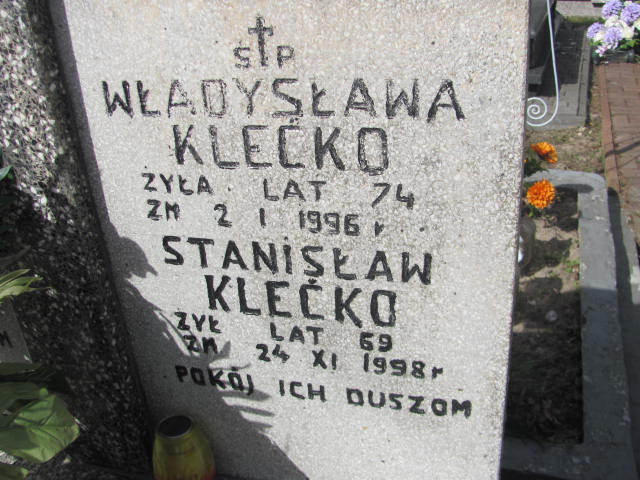 Ś†P
WŁADYSŁAWA
KLEĆKO
ŻYŁA LAT 74
ZM 2 I 1996 r
STANISŁAW
KLEĆKO
ŻYŁ LAT 69
ZM 24 XI 1998 r
POKÓJ ICH DUSZOM